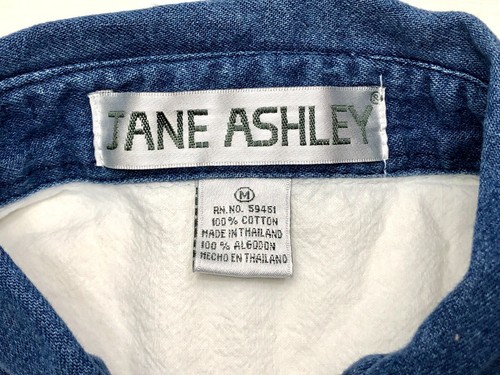 JANE ASHLEY®
M
RN.NO. 59451
100% COTTON
MADE IN THAILAND
100% ALGODON
HECHO EN THAILAND